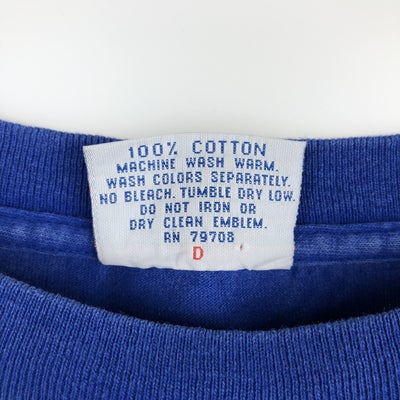 100% COTTON
MACHINE WASH WARM.
WASH COLORS SEPARATELY.
NO BLEACH. TUMBLE DRY LOW.
DO NOT IRON OR
DRY CLEAN EMBLEM.
RN 79708
D